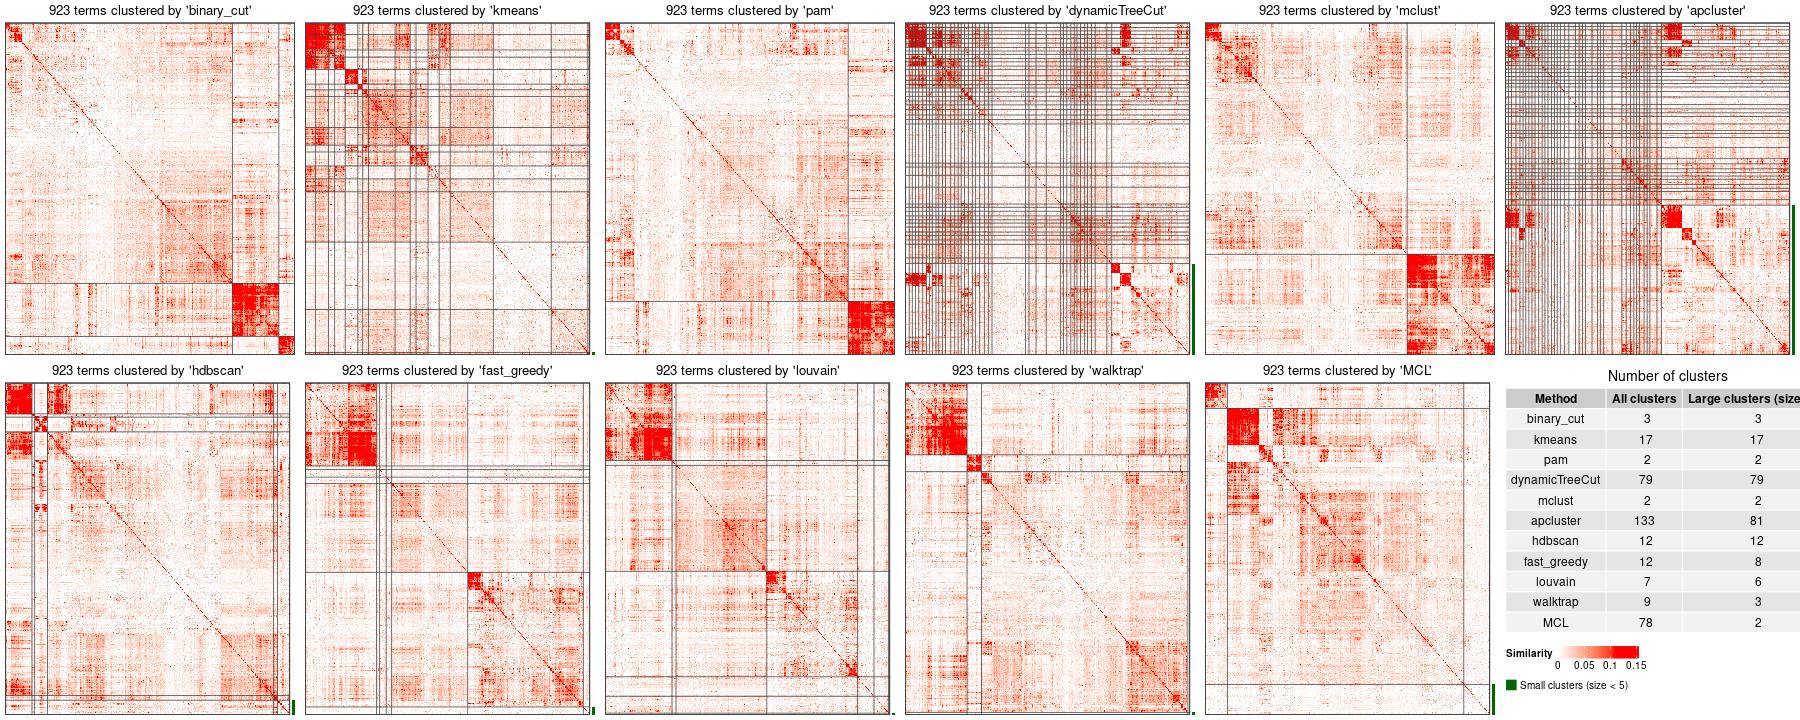 923 terms clustered by 'binary_cut'
923 terms clustered by 'kmeans'
923 terms clustered by 'pam'
923 terms clustered by 'dynamicTreeCut'
923 terms clustered by 'mclust'
923 terms clustered by 'apcluster'
923 terms clustered by 'hdbscan'
923 terms clustered by 'fast_greedy'
923 terms clustered by 'louvain'
923 terms clustered by 'walktrap'
923 terms clustered by 'MCL'
Number of clusters
Method All clusters Large clusters (size
binary_cut 3 3
kmeans 17 17
pam 2 2
dynamicTreeCut 79 79
mclust 2 2
apcluster 133 81
hdbscan 12 12
fast_greedy 12 8
louvain 7 6
walktrap 9 3
MCL 78 2
Similarity
0 0.05 0.1 0.15
Small clusters (size < 5)